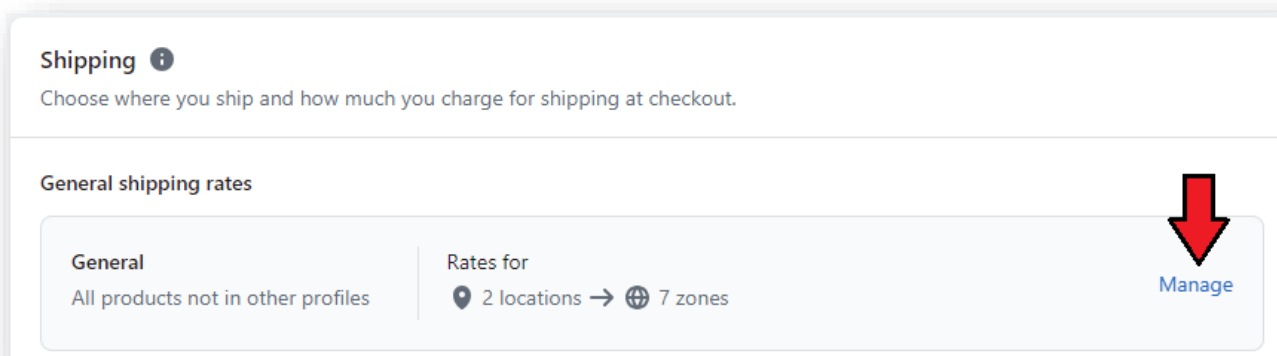 Shipping
Choose where you ship and how much you charge for shipping at checkout.
General shipping rates
General
All products not in other profiles
Rates for
2 locations → 7 zones
Manage